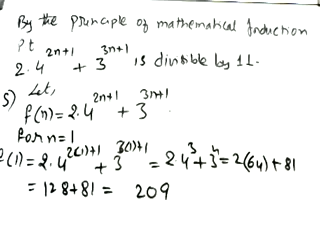 By the principle of mathematical Induction
Pt
2.4^{2n+1} + 3^{3n+1} is divisible by 11.
5) Let,
f(n)=2.4^{2n+1} + 3^{3n+1}.
for n=1
f(1)=2.4^{2(1)+1} + 3^{3(1)+1} = 2.4^3+3^4=2(64)+81
= 128+81= 209